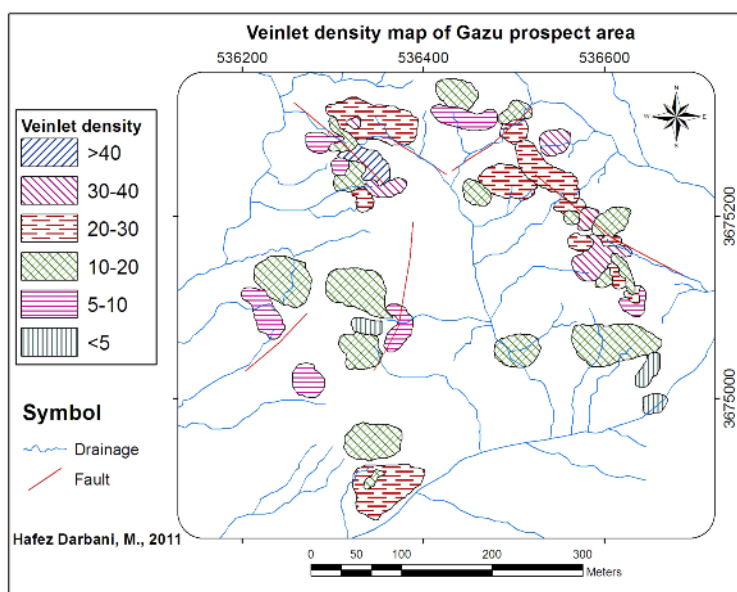 Veinlet density map of Gazu prospect area
536200 536400 536600
N
W E
S
Veinlet density
>40
30-40
20-30
10-20
5-10
<5
3675200
3675000
Symbol
Drainage
Fault
Hafez Darbani, M., 2011
0 50 100 200 300
Meters